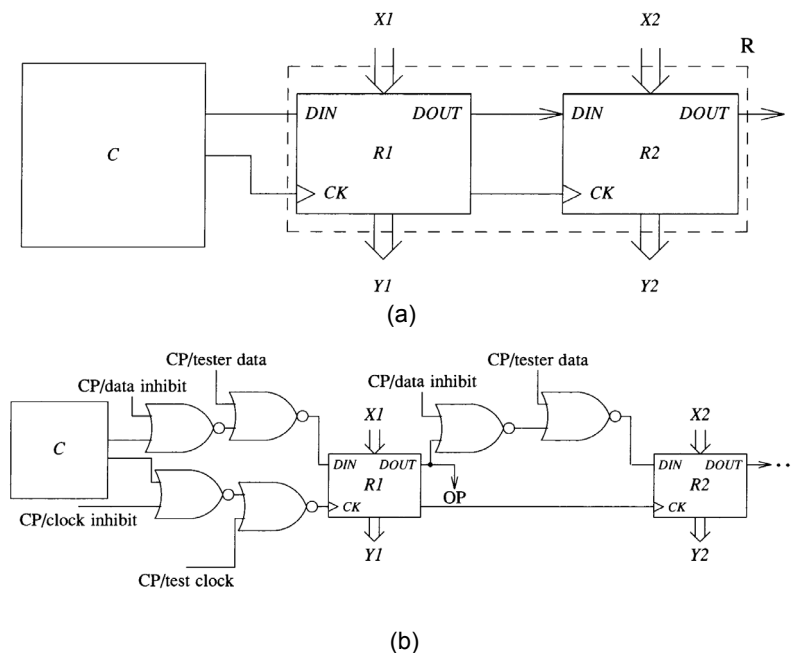 X1
X2
R
DIN
DOUT
DIN
DOUT
C
R1
R2
CK
CK
Y1
Y2
(a)
CP/tester data
CP/tester data
CP/data inhibit
CP/data inhibit
C
X1
X2
DIN
DOUT
DIN
DOUT
R1
R2
OP
CK
CK
CP/clock inhibit
Y1
Y2
CP/test clock
(b)